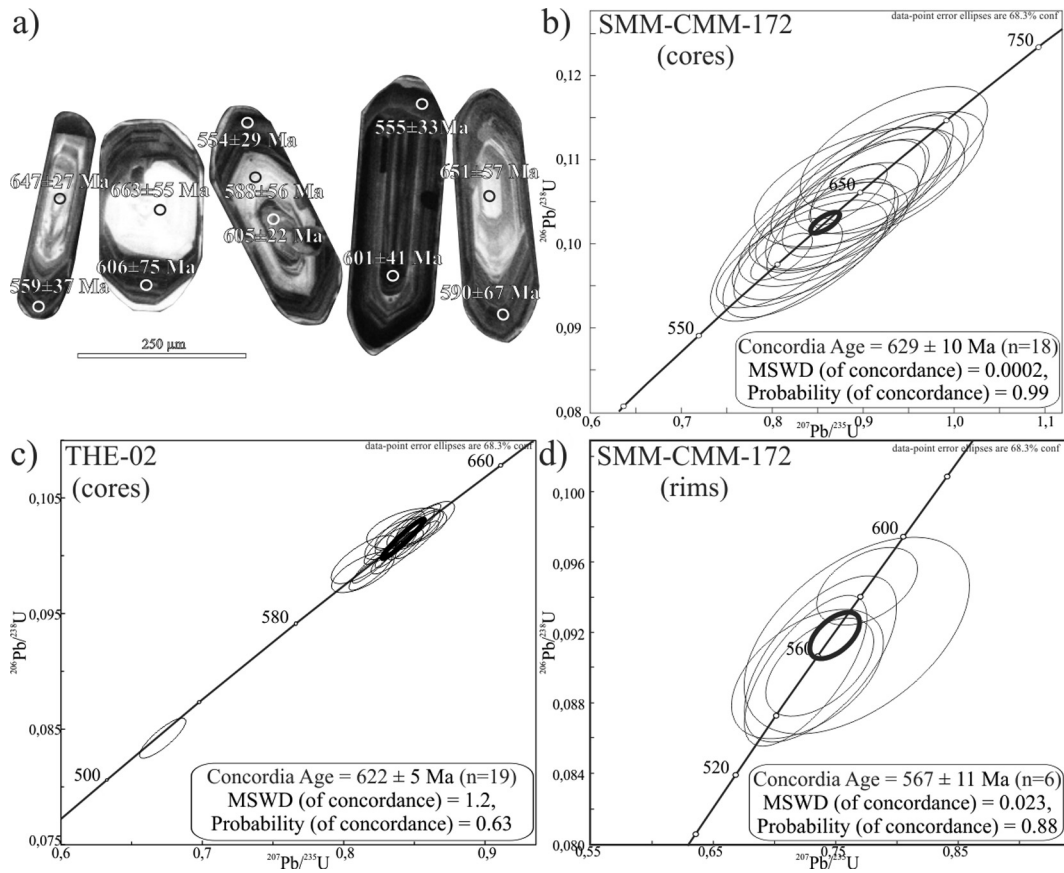 a)
647±27 Ma
663±55 Ma
554±29 Ma
588±56 Ma
605±22 Ma
555±33 Ma
651±57 Ma
559±37 Ma
606±75 Ma
601±41 Ma
590±67 Ma
250 µm
b)
SMM-CMM-172
(cores)
data-point error ellipses are 68.3% conf
750
650
550
0,12
0,11
0,10
0,09
0,08
²⁰⁶Pb/²³⁸U
Concordia Age = 629 ± 10 Ma (n=18)
MSWD (of concordance) = 0.0002,
Probability (of concordance) = 0.99
0,6 0,7 0,8 0,9 1,0 1,1
²⁰⁷Pb/²³⁵U
c)
THE-02
(cores)
data-point error ellipses are 68.3% conf
660
580
500
0,105
0,095
0,085
0,075
²⁰⁶Pb/²³⁸U
Concordia Age = 622 ± 5 Ma (n=19)
MSWD (of concordance) = 1.2,
Probability (of concordance) = 0.63
0,6 0,7 0,8 0,9
²⁰⁷Pb/²³⁵U
d)
SMM-CMM-172
(rims)
data-point error ellipses are 68.3% conf
600
560
520
0,100
0,096
0,092
0,088
0,084
0,080
²⁰⁶Pb/²³⁸U
Concordia Age = 567 ± 11 Ma (n=6)
MSWD (of concordance) = 0.023,
Probability (of concordance) = 0.88
0,55 0,65 0,75 0,85
²⁰⁷Pb/²³⁵U